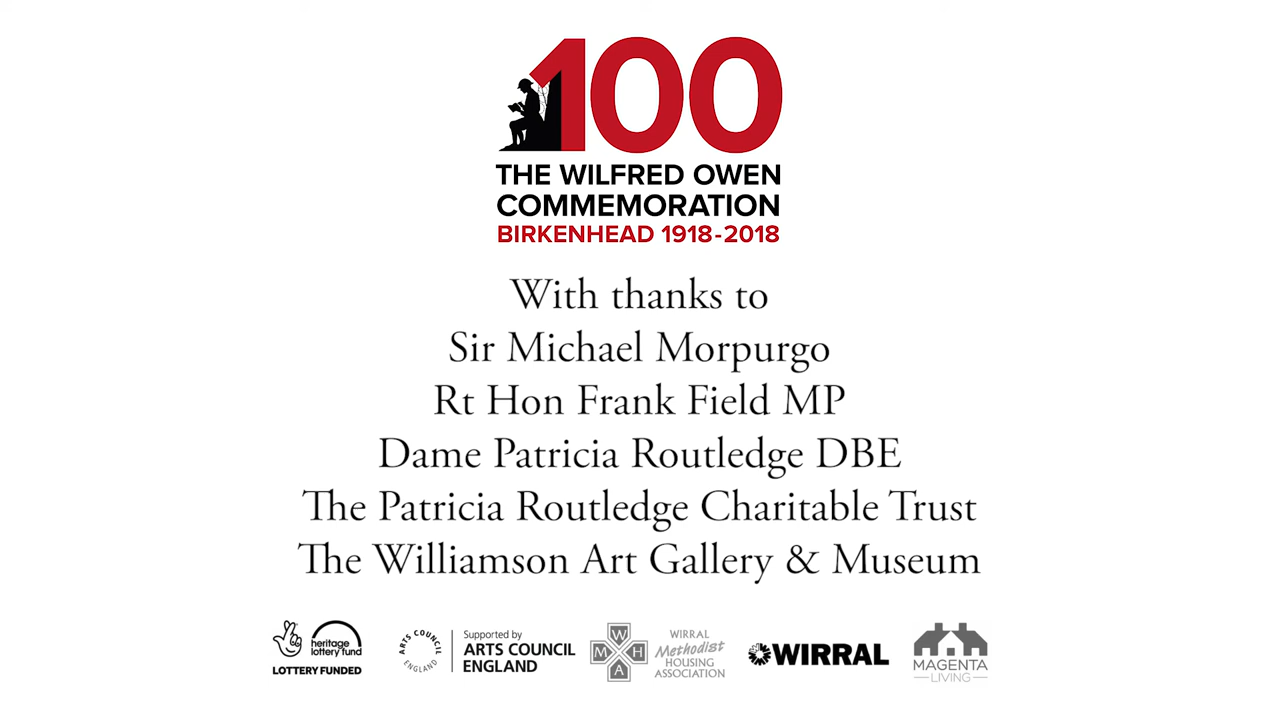 100
THE WILFRED OWEN
COMMEMORATION
BIRKENHEAD 1918-2018
With thanks to
Sir Michael Morpurgo
Rt Hon Frank Field MP
Dame Patricia Routledge DBE
The Patricia Routledge Charitable Trust
The Williamson Art Gallery & Museum
heritage
lottery fund
LOTTERY FUNDED
ARTS COUNCIL
ENGLAND
Supported by
ARTS COUNCIL
ENGLAND
W
M H
A
WIRRAL
Methodist
HOUSING
ASSOCIATION
WIRRAL
MAGENTA
LIVING